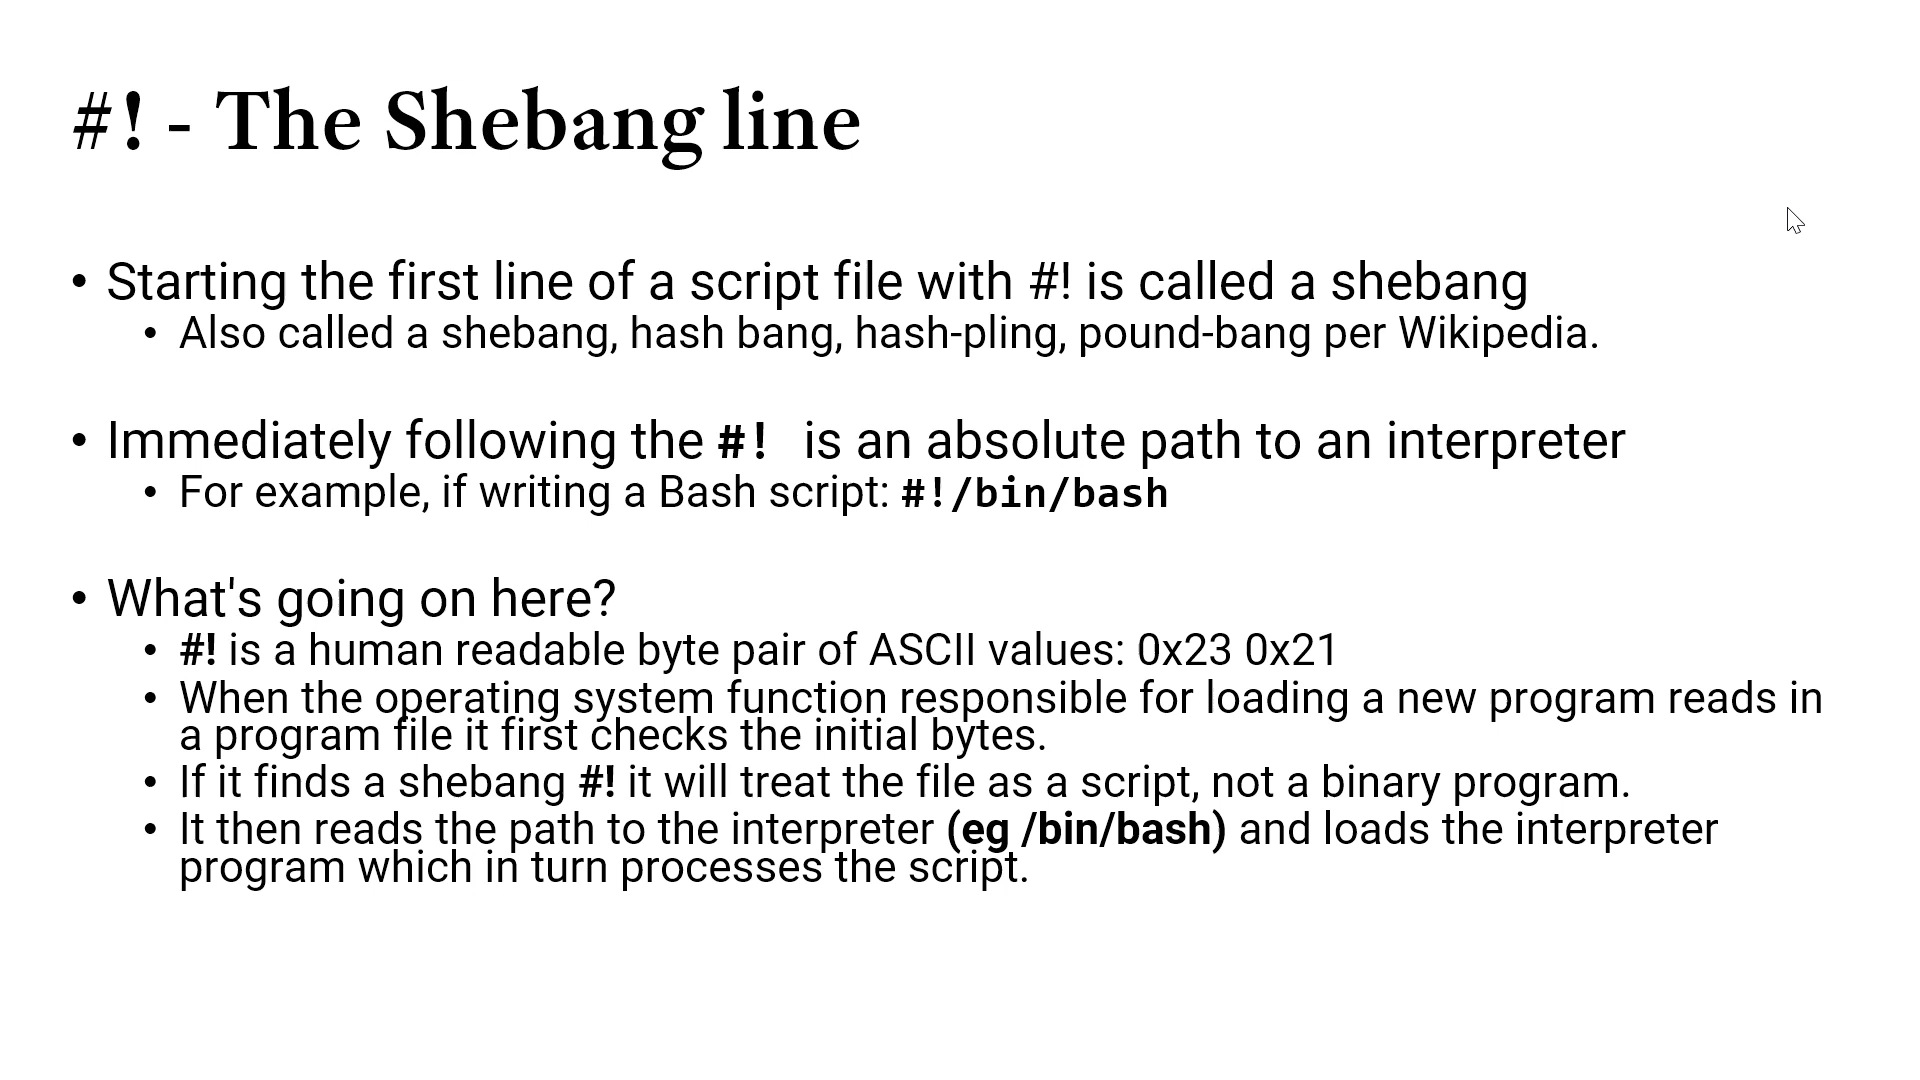 #! - The Shebang line
• Starting the first line of a script file with #! is called a shebang
• Also called a shebang, hash bang, hash-pling, pound-bang per Wikipedia.
• Immediately following the #! is an absolute path to an interpreter
• For example, if writing a Bash script: #!/bin/bash
• What's going on here?
• #! is a human readable byte pair of ASCII values: 0x23 0x21
• When the operating system function responsible for loading a new program reads in
a program file it first checks the initial bytes.
• If it finds a shebang #! it will treat the file as a script, not a binary program.
• It then reads the path to the interpreter (eg /bin/bash) and loads the interpreter
program which in turn processes the script.